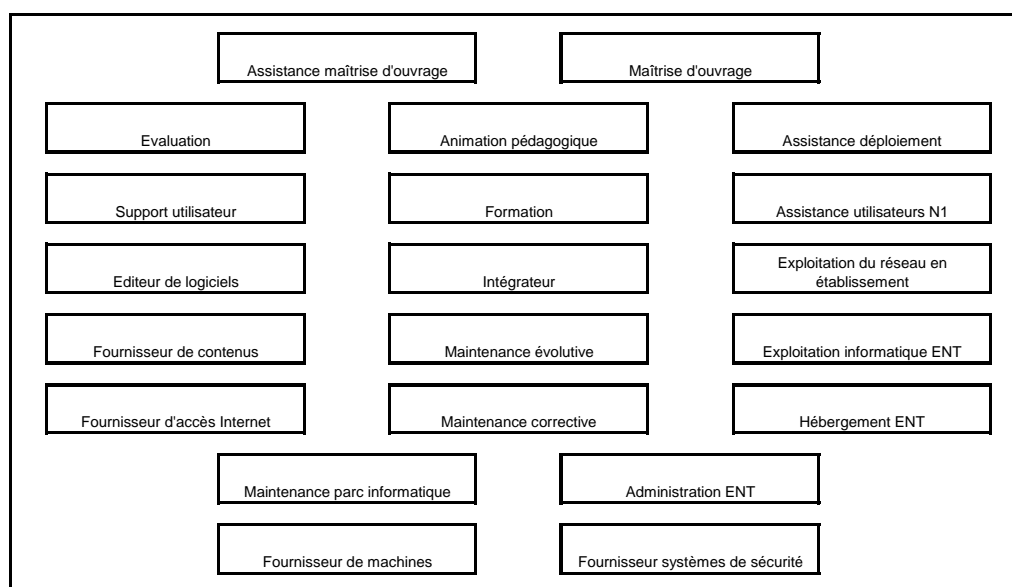 Assistance maîtrise d'ouvrage
Maîtrise d'ouvrage
Evaluation
Animation pédagogique
Assistance déploiement
Support utilisateur
Formation
Assistance utilisateurs N1
Editeur de logiciels
Intégrateur
Exploitation du réseau en
établissement
Fournisseur de contenus
Maintenance évolutive
Exploitation informatique ENT
Fournisseur d'accès Internet
Maintenance corrective
Hébergement ENT
Maintenance parc informatique
Administration ENT
Fournisseur de machines
Fournisseur systèmes de sécurité